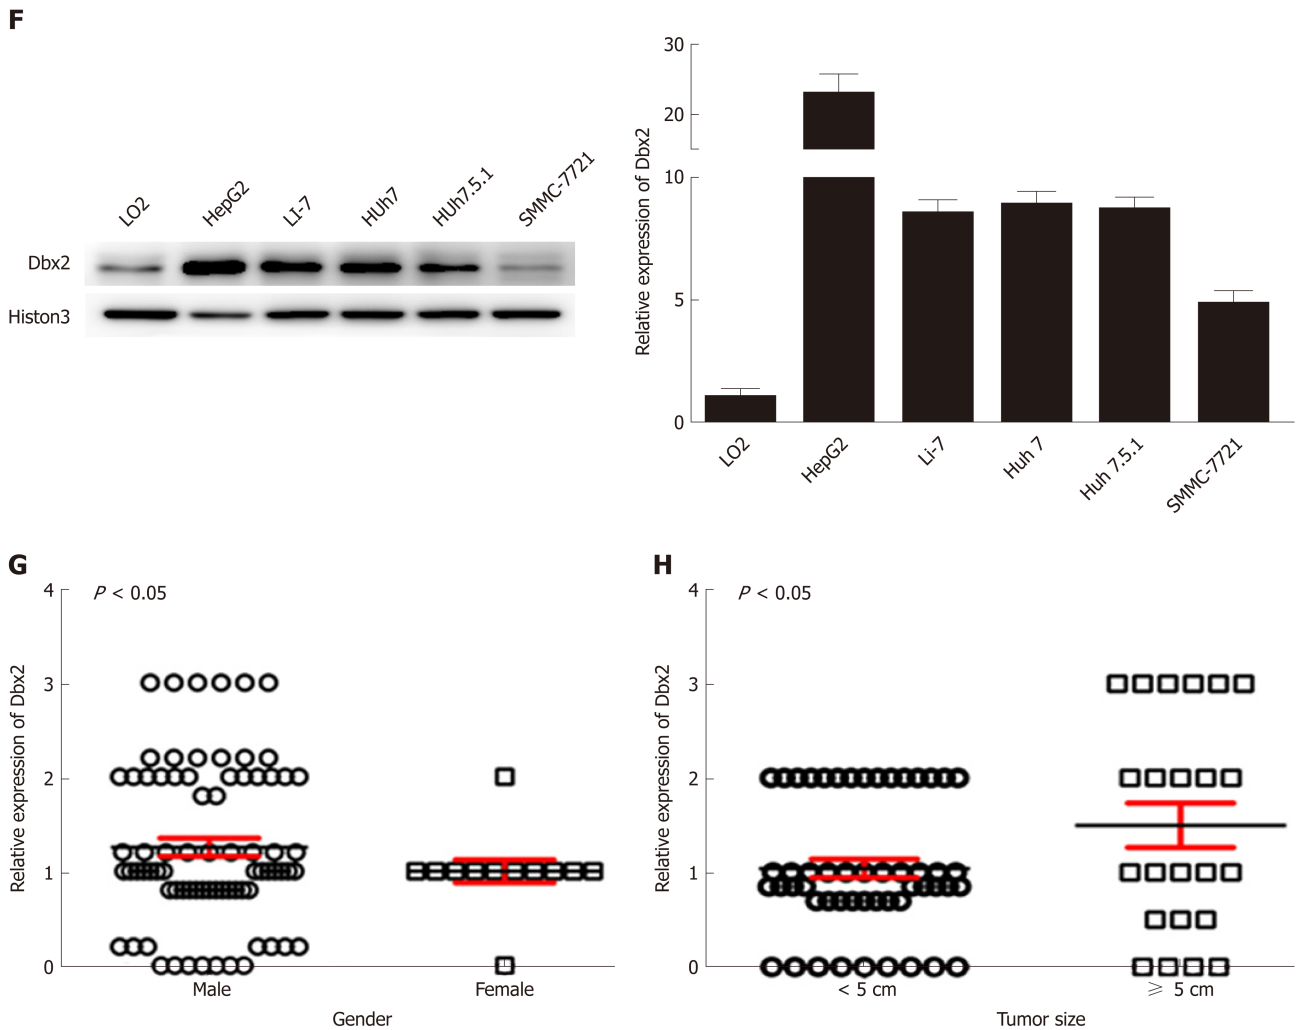 F
LO2
HepG2
LI-7
HUh7
HUh7.5.1
SMMC-7721
Dbx2
Histon3
Relative expression of Dbx2
30
20
10
5
0
LO2
HepG2
Li-7
Huh 7
Huh 7.5.1
SMMC-7721
G
P < 0.05
Relative expression of Dbx2
4
3
2
1
0
Male
Female
Gender
H
P < 0.05
Relative expression of Dbx2
4
3
2
1
0
< 5 cm
⩾ 5 cm
Tumor size